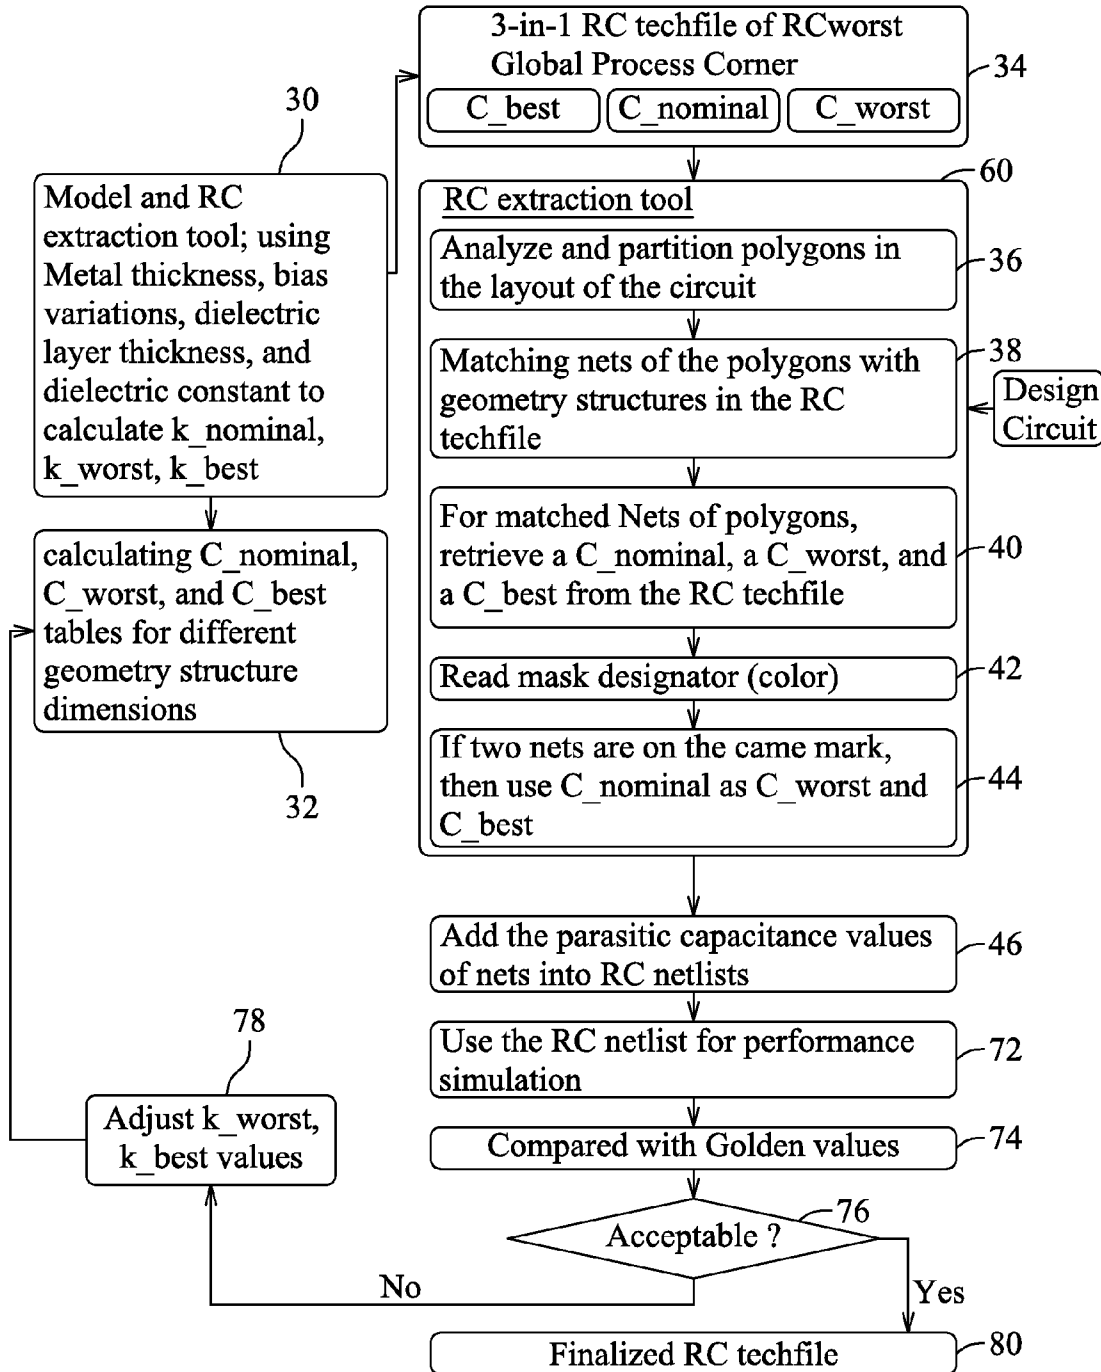 3-in-1 RC techfile of RCworst
Global Process Corner
C_best
C_nominal
C_worst
34
30
Model and RC
extraction tool; using
Metal thickness, bias
variations, dielectric
layer thickness, and
dielectric constant to
calculate k_nominal,
k_worst, k_best
calculating C_nominal,
C_worst, and C_best
tables for different
geometry structure
dimensions
32
60
RC extraction tool
Analyze and partition polygons in
the layout of the circuit
36
Matching nets of the polygons with
geometry structures in the RC
techfile
38
Design
Circuit
For matched Nets of polygons,
retrieve a C_nominal, a C_worst, and
a C_best from the RC techfile
40
Read mask designator (color)
42
If two nets are on the came mark,
then use C_nominal as C_worst and
C_best
44
Add the parasitic capacitance values
of nets into RC netlists
46
Use the RC netlist for performance
simulation
72
Compared with Golden values
74
Acceptable ?
76
78
Adjust k_worst,
k_best values
No
Yes
Finalized RC techfile
80